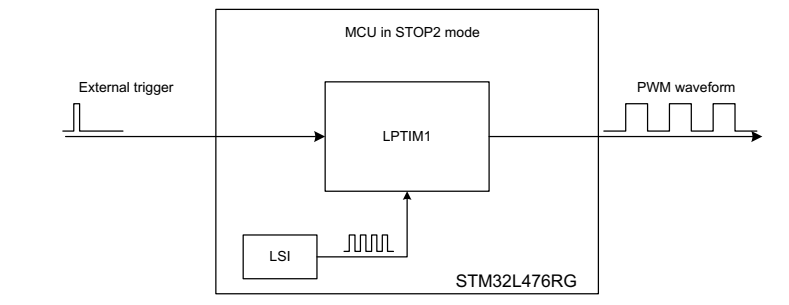 MCU in STOP2 mode
External trigger
PWM waveform
LPTIM1
LSI
STM32L476RG